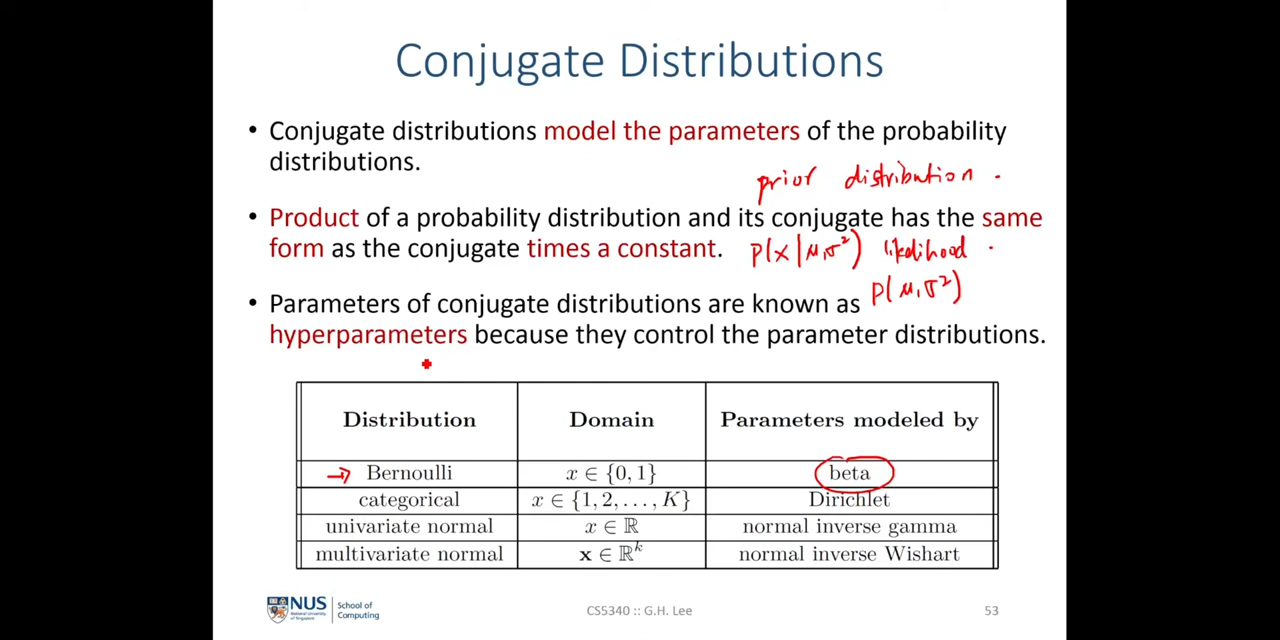 Conjugate Distributions
• Conjugate distributions model the parameters of the probability
distributions.
prior distribution .
• Product of a probability distribution and its conjugate has the same
form as the conjugate times a constant.
p(x|μ,σ²) likelihood .
p(μ,σ²)
• Parameters of conjugate distributions are known as
hyperparameters because they control the parameter distributions.
Distribution Domain Parameters modeled by
→ Bernoulli x ∈ {0, 1} beta
categorical x ∈ {1, 2, . . . , K} Dirichlet
univariate normal x ∈ ℝ normal inverse gamma
multivariate normal 𝐱 ∈ ℝᵏ normal inverse Wishart
NUS National University of Singapore School of Computing
CS5340 :: G.H. Lee
53